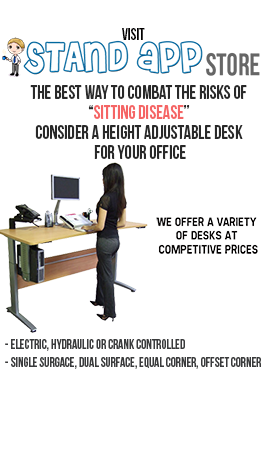 VISIT
STAND APP STORE
THE BEST WAY TO COMBAT THE RISKS OF
“SITTING DISEASE”
CONSIDER A HEIGHT ADJUSTABLE DESK
FOR YOUR OFFICE
WE OFFER A VARIETY
OF DESKS AT
COMPETITIVE PRICES
- ELECTRIC, HYDRAULIC OR CRANK CONTROLLED
- SINGLE SURGACE, DUAL SURFACE, EQUAL CORNER, OFFSET CORNER